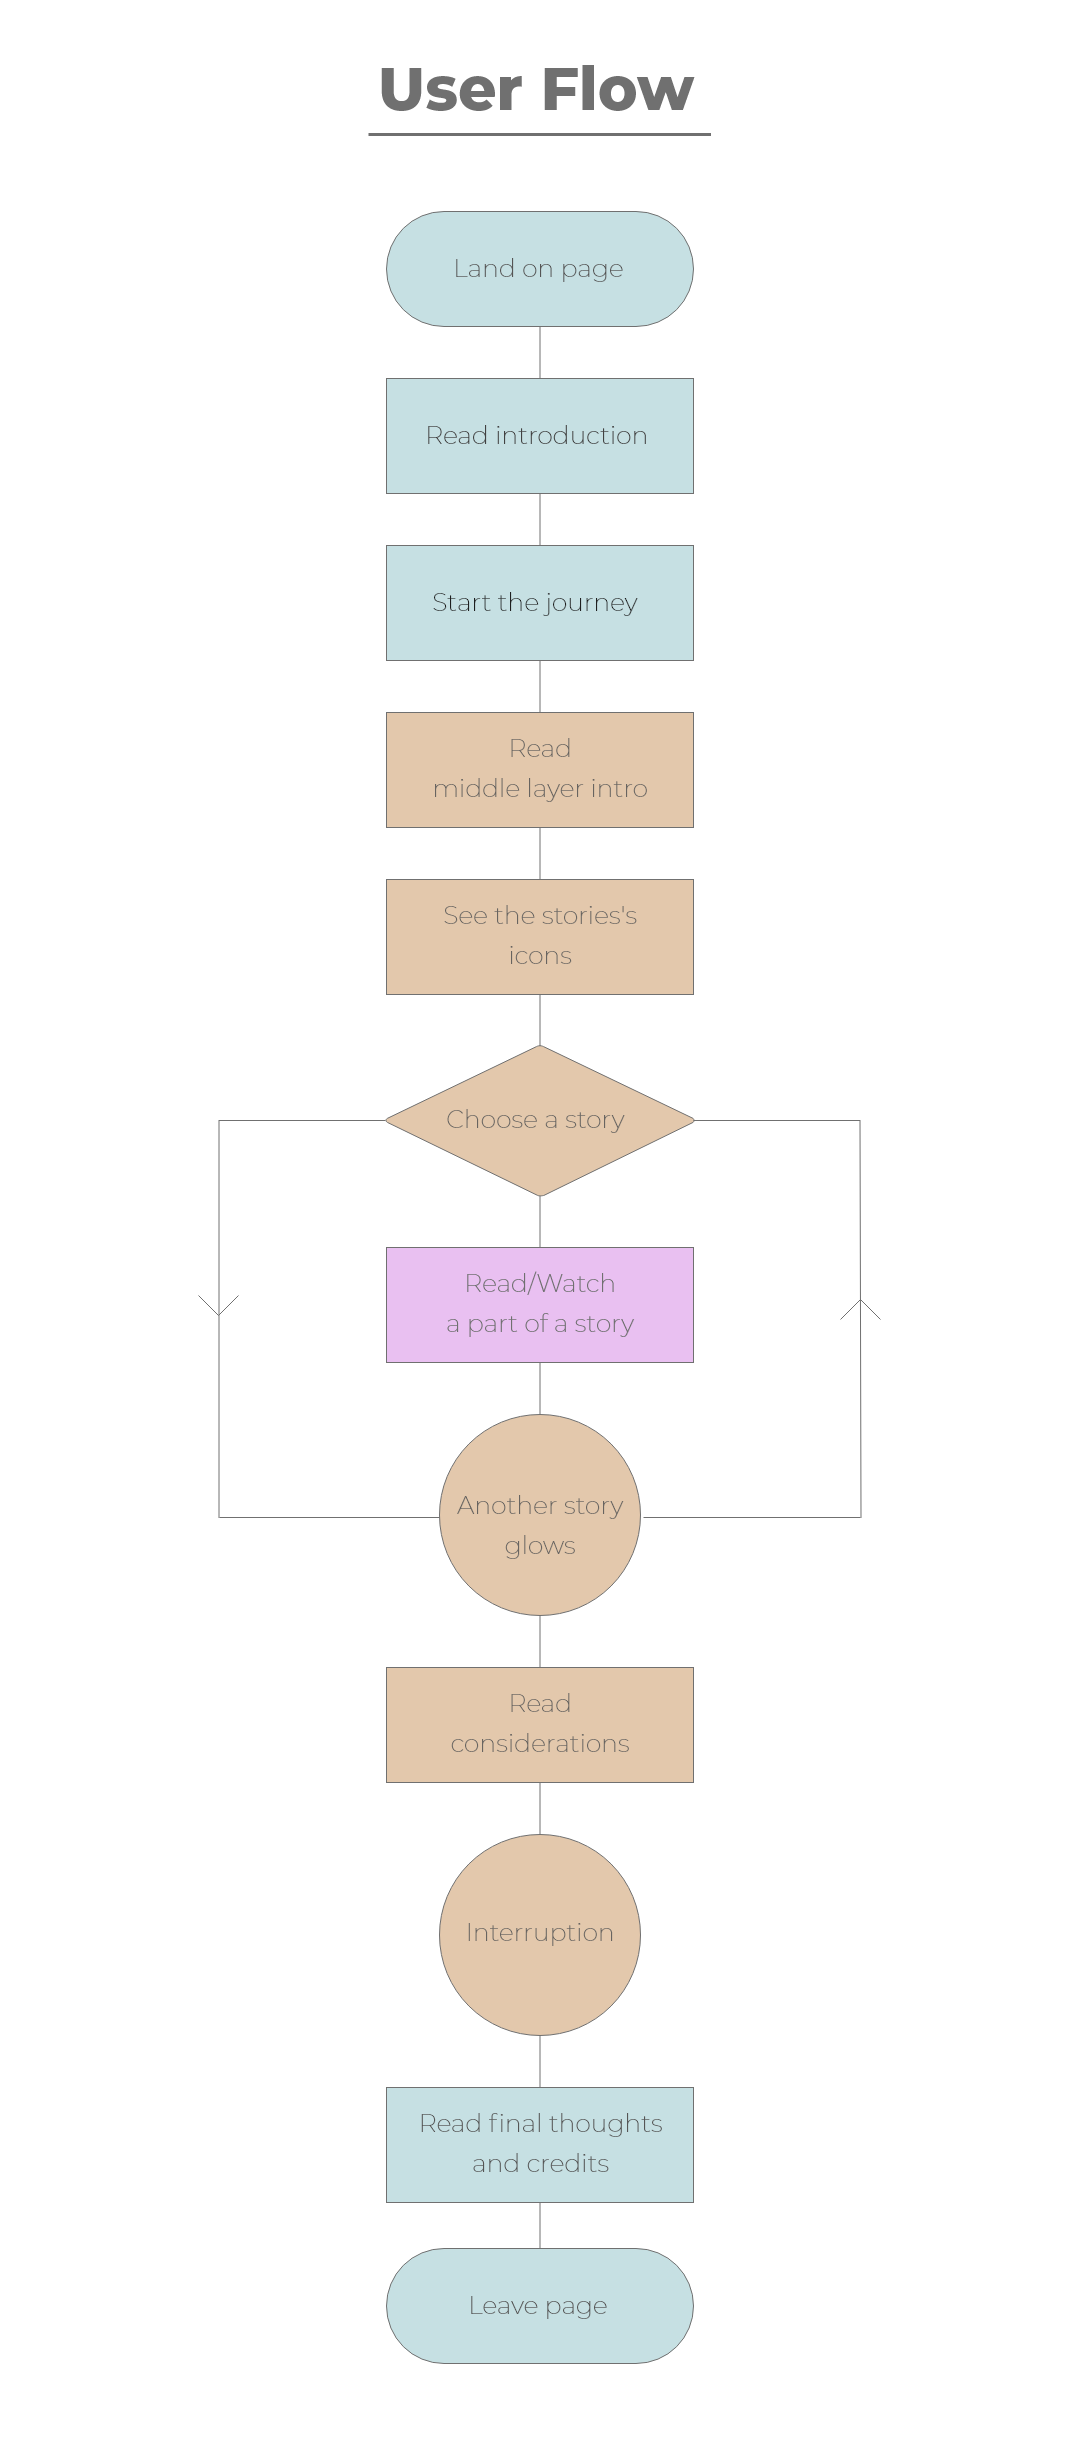 User Flow
Land on page
Read introduction
Start the journey
Read
middle layer intro
See the stories's
icons
Choose a story
Read/Watch
a part of a story
Another story
glows
Read
considerations
Interruption
Read final thoughts
and credits
Leave page